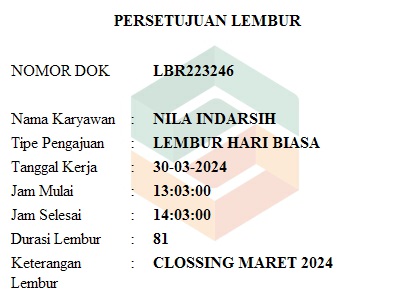 PERSETUJUAN LEMBUR
NOMOR DOK LBR223246
Nama Karyawan : NILA INDARSIH
Tipe Pengajuan : LEMBUR HARI BIASA
Tanggal Kerja : 30-03-2024
Jam Mulai : 13:03:00
Jam Selesai : 14:03:00
Durasi Lembur : 81
Keterangan : CLOSSING MARET 2024
Lembur